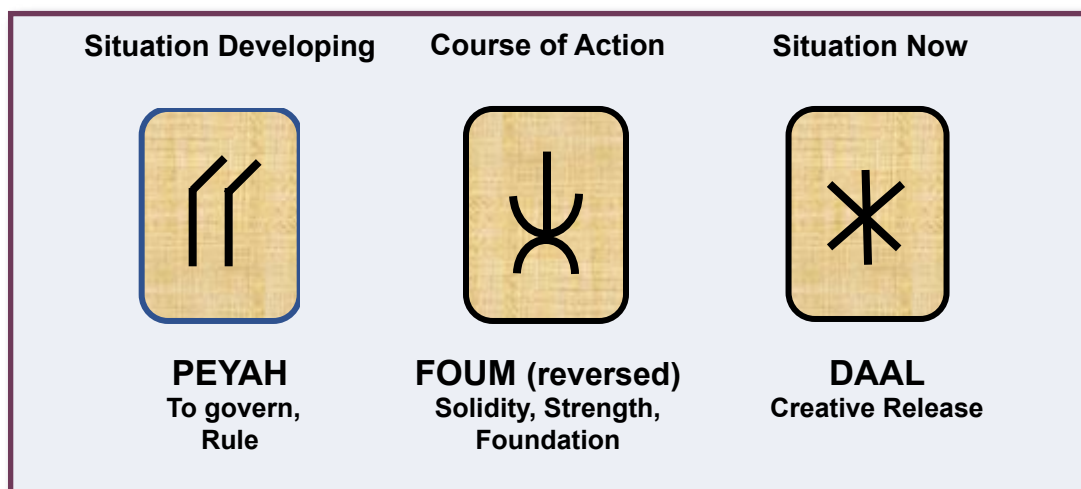 Situation Developing
Course of Action
Situation Now
PEYAH
To govern,
Rule
FOUM (reversed)
Solidity, Strength,
Foundation
DAAL
Creative Release